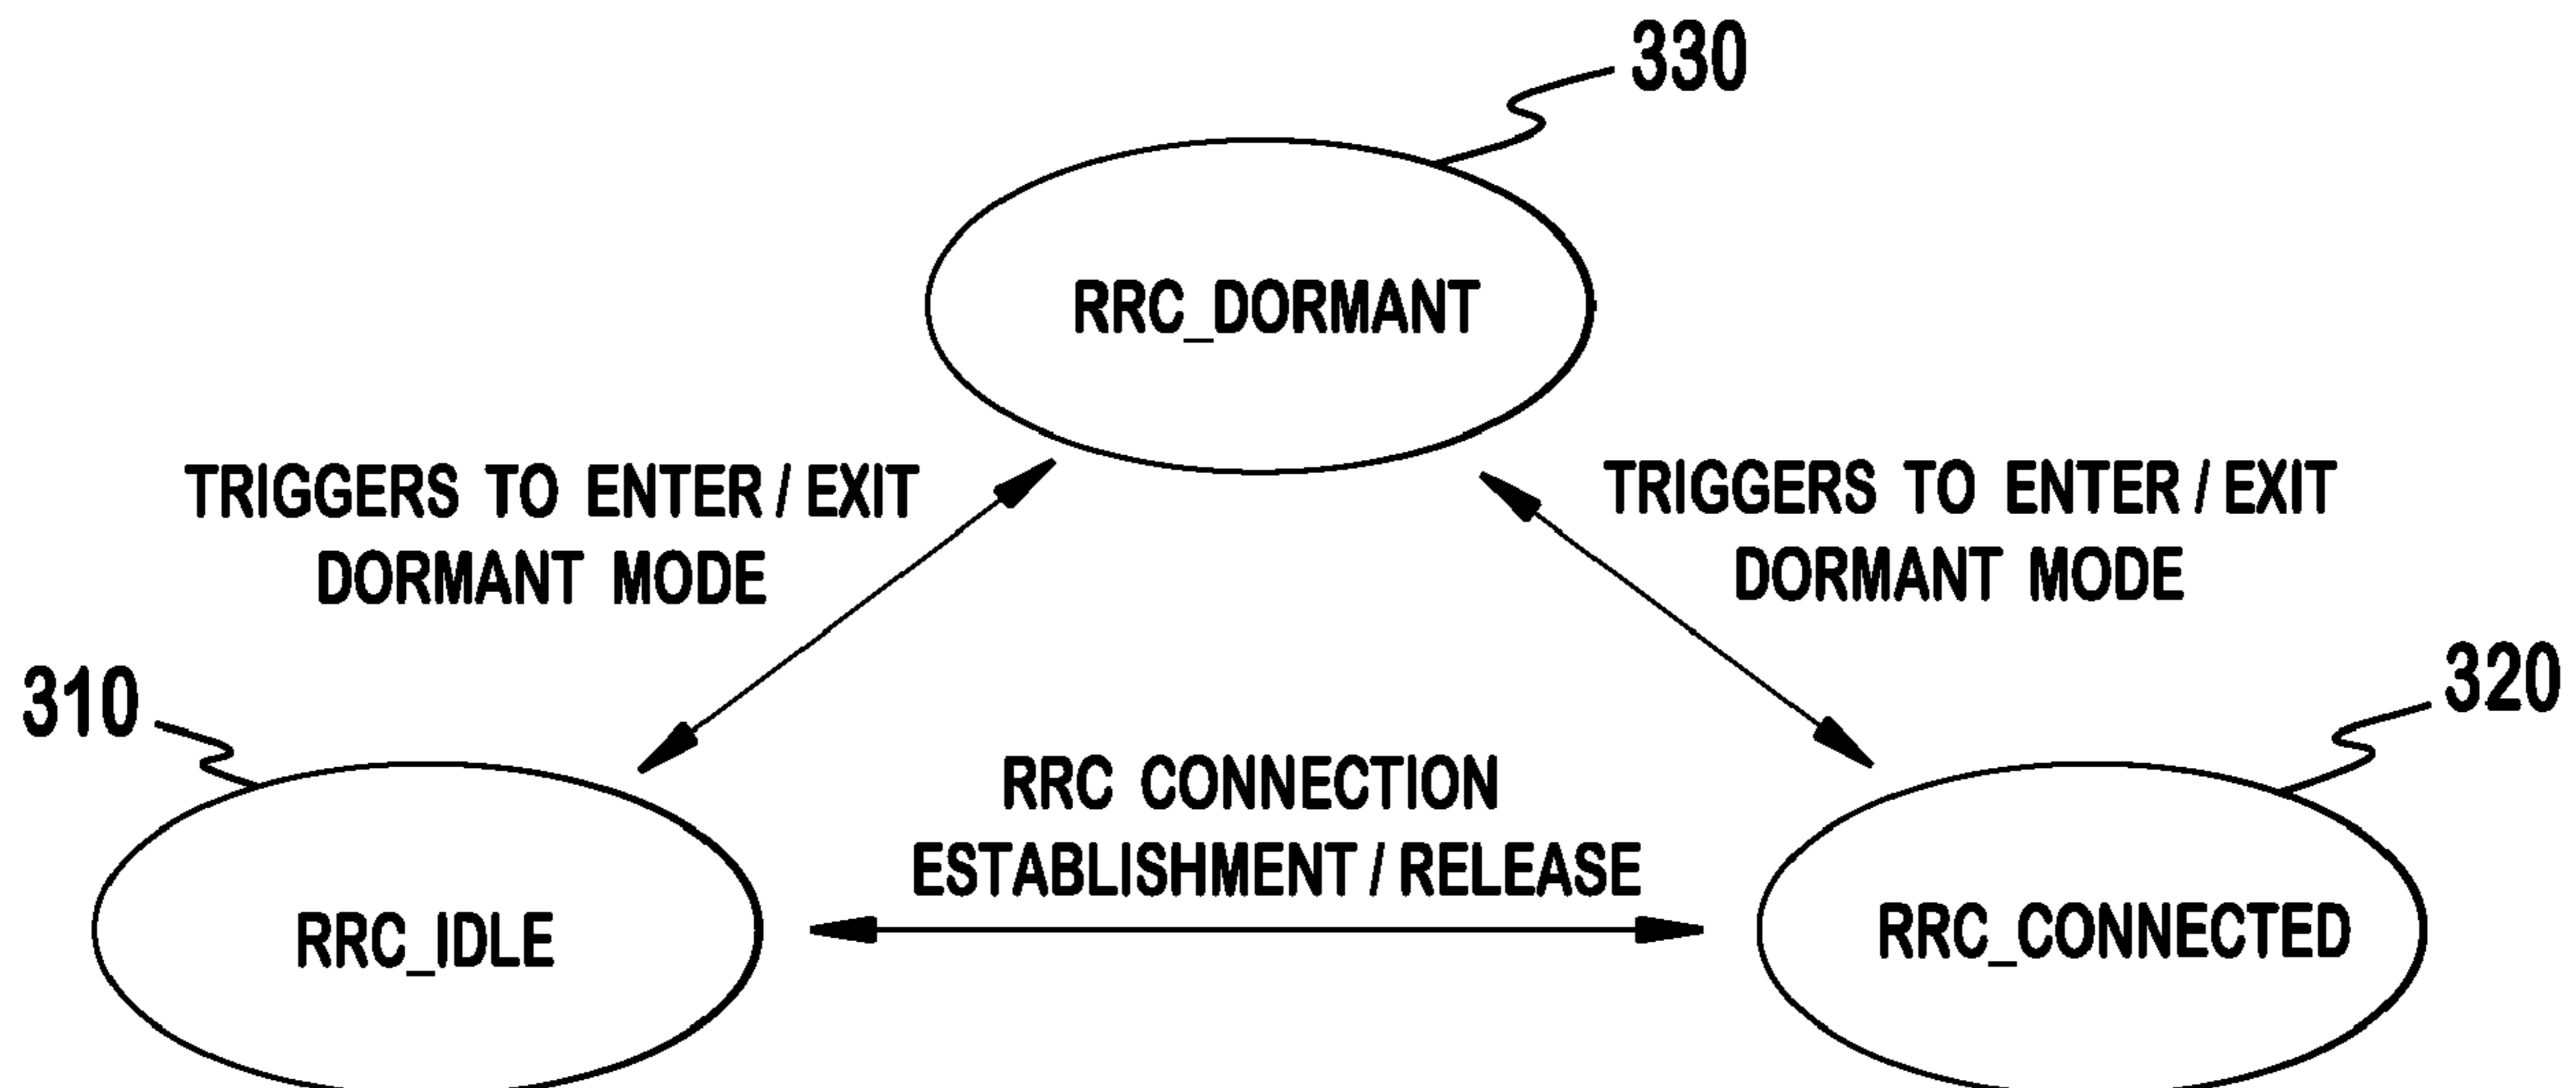 330
RRC_DORMANT
TRIGGERS TO ENTER / EXIT
DORMANT MODE
TRIGGERS TO ENTER / EXIT
DORMANT MODE
310
320
RRC CONNECTION
ESTABLISHMENT / RELEASE
RRC_IDLE
RRC_CONNECTED